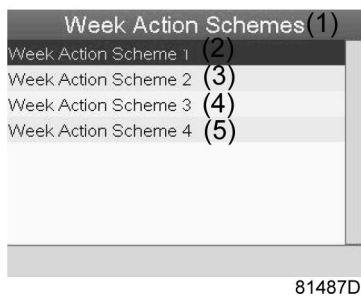 Week Action Schemes(1)
Week Action Scheme 1 (2)
Week Action Scheme 2 (3)
Week Action Scheme 3 (4)
Week Action Scheme 4 (5)
81487D